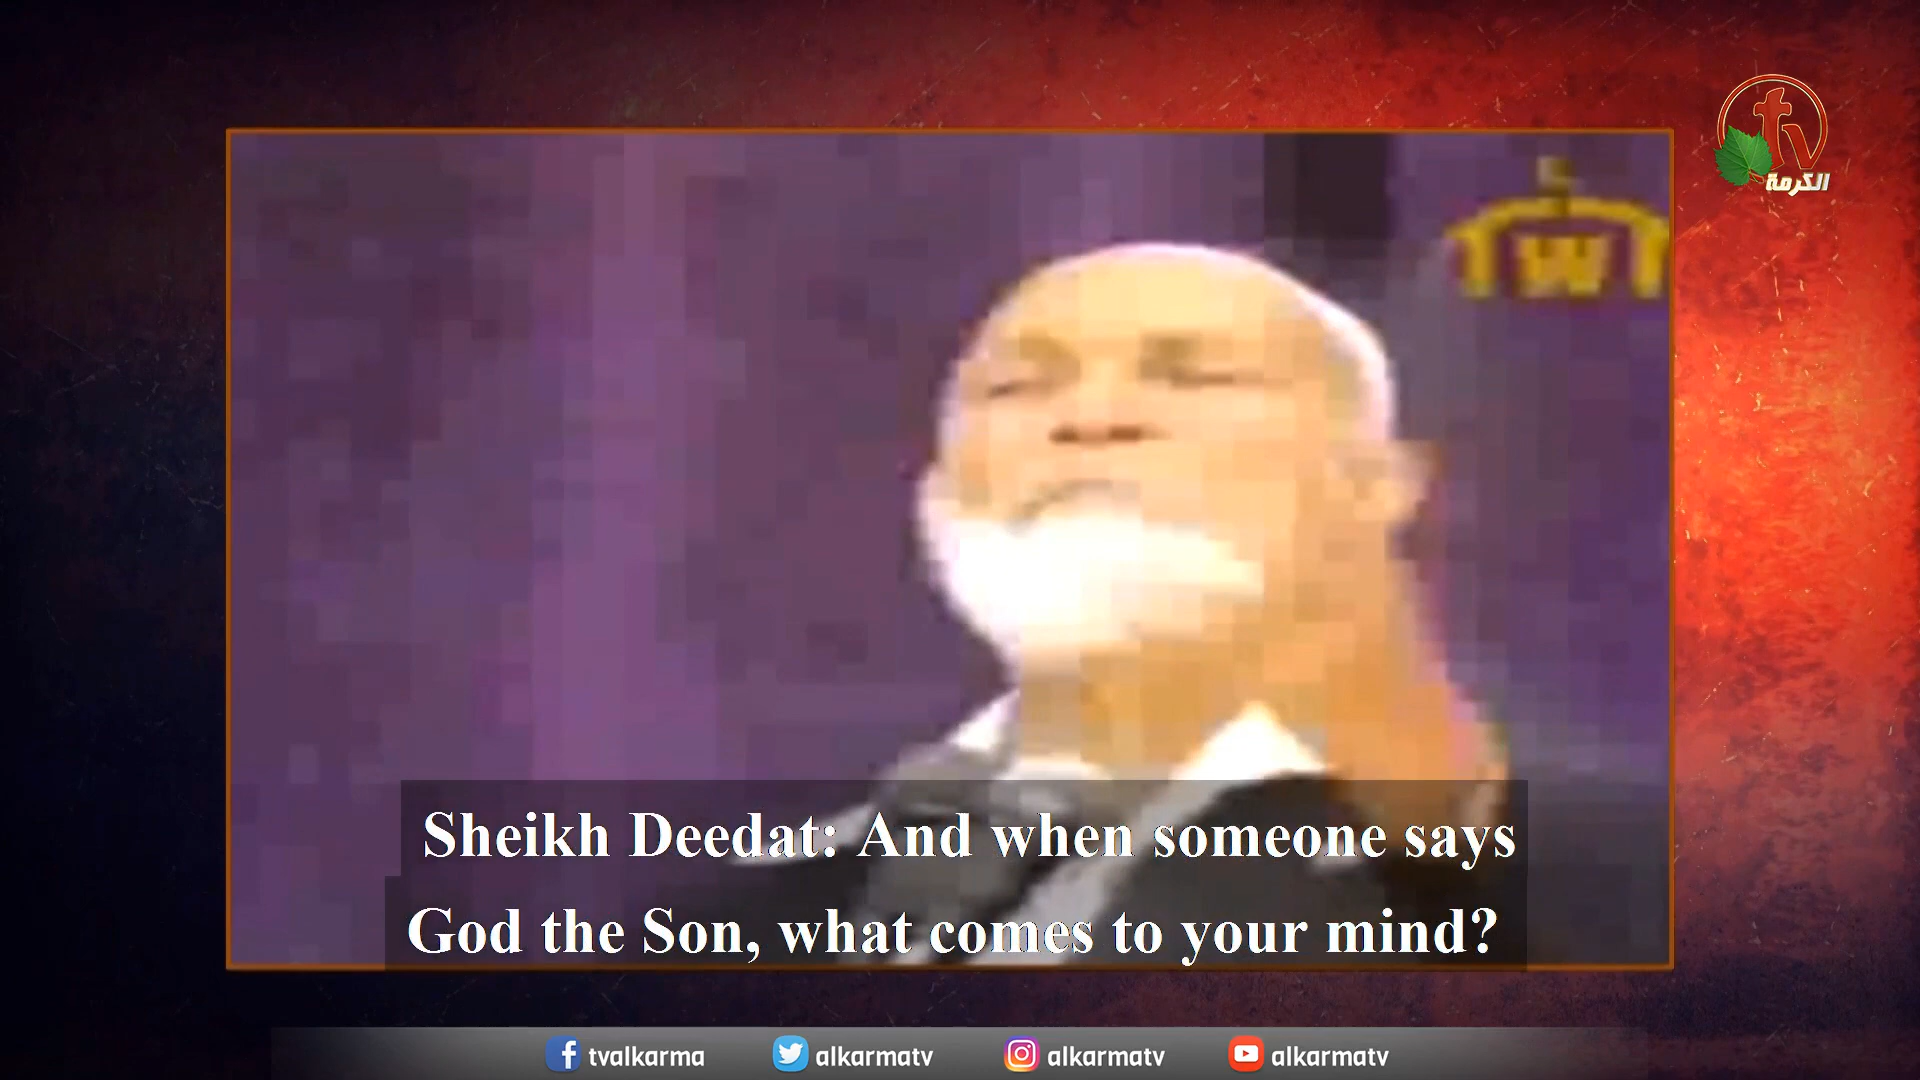 tv
الكرمة
W
Sheikh Deedat: And when someone says
God the Son, what comes to your mind?
tvalkarma
alkarmatv
alkarmatv
alkarmatv